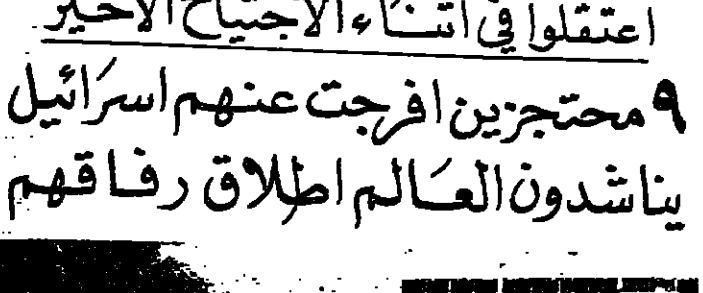 اعتقلوا في اثناء الاجتياح الاخير
٩ محتجزين افرجت عنهم اسرائيل
يناشدون العالم اطلاق رفاقهم